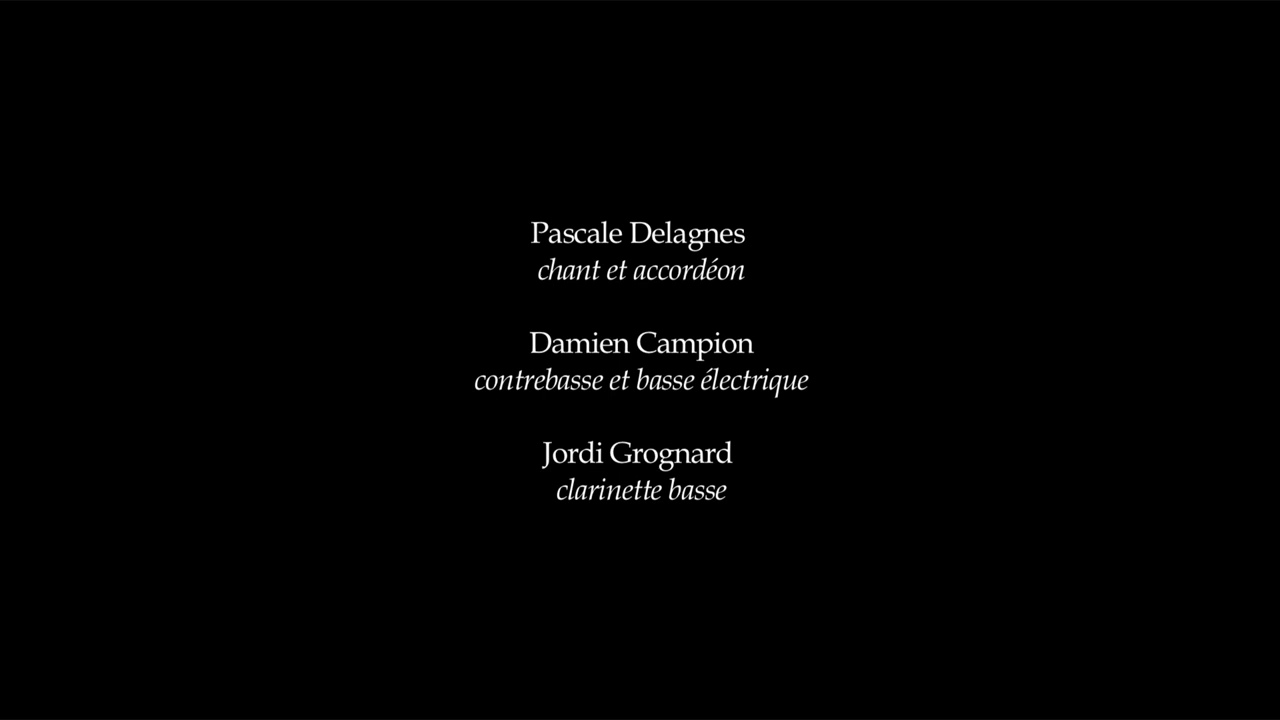 Pascale Delagnes
chant et accordéon
Damien Campion
contrebasse et basse électrique
Jordi Grognard
clarinette basse